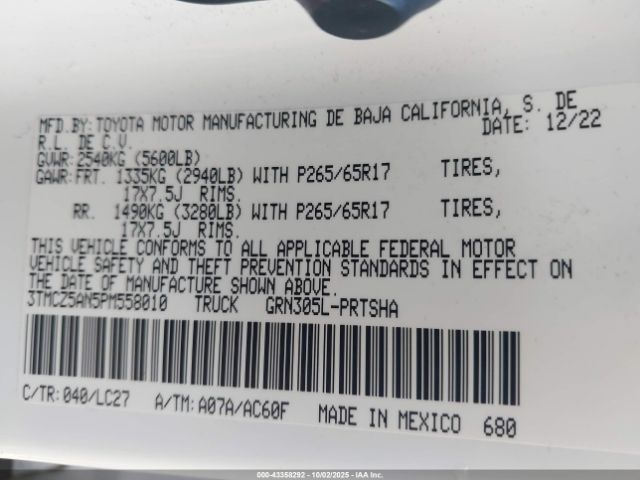 MFD.BY:TOYOTA MOTOR MANUFACTURING DE BAJA CALIFORNIA, S. DE
R.L. DE C.V. DATE: 12/22
GVWR:2540KG (5600LB)
GAWR:FRT. 1335KG (2940LB) WITH P265/65R17 TIRES,
17X7.5J RIMS.
RR. 1490KG (3280LB) WITH P265/65R17 TIRES,
17X7.5J RIMS.
THIS VEHICLE CONFORMS TO ALL APPLICABLE FEDERAL MOTOR
VEHICLE SAFETY AND THEFT PREVENTION STANDARDS IN EFFECT ON
THE DATE OF MANUFACTURE SHOWN ABOVE.
3TMCZ5AN5PM558010 TRUCK GRN305L-PRTSHA
C/TR:040/LC27 A/TM:A07A/AC60F MADE IN MEXICO 680
000-43358292 - 10/02/2025 - IAAI.COM